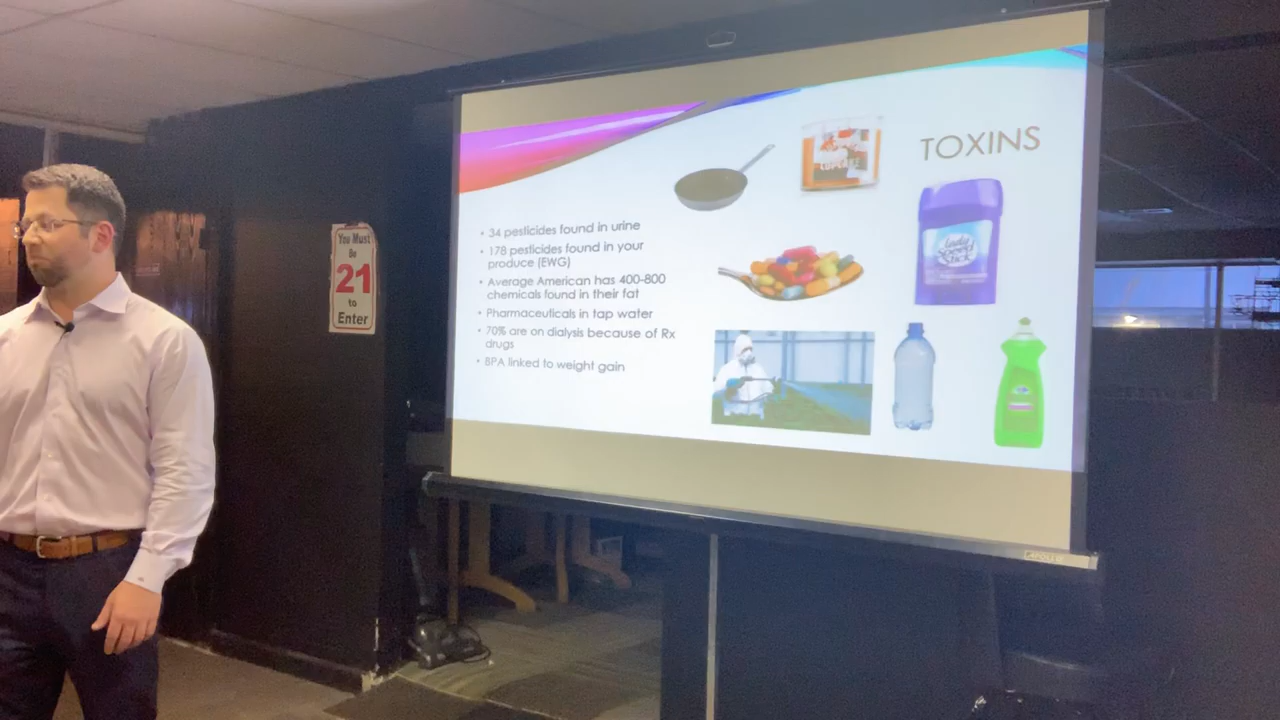 You Must
Be
21
to
Enter
TOXINS
• 34 pesticides found in urine
• 178 pesticides found in your
produce (EWG)
• Average American has 400-800
chemicals found in their fat
• Pharmaceuticals in tap water
• 70% are on dialysis because of Rx
drugs
• BPA linked to weight gain
Lady
Speed
Stick
APOLLO